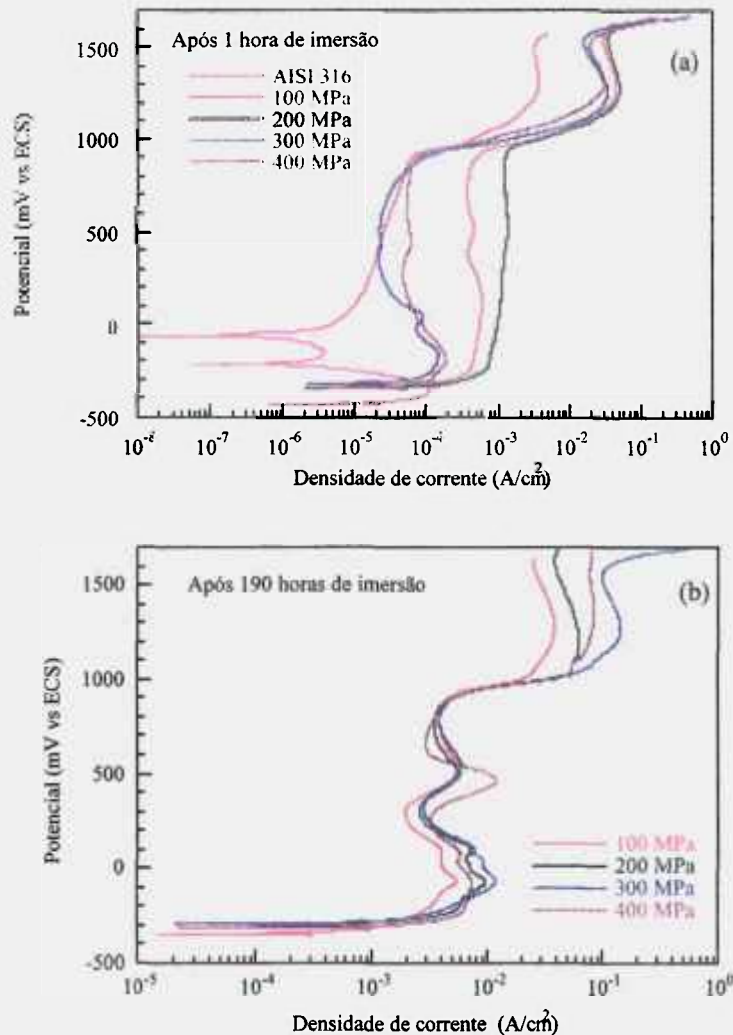 Após 1 hora de imersão
(a)
AISI 316
100 MPa
200 MPa
300 MPa
400 MPa
1500
1000
500
0
-500
Potencial (mV vs ECS)
10⁻⁸ 10⁻⁷ 10⁻⁶ 10⁻⁵ 10⁻⁴ 10⁻³ 10⁻² 10⁻¹ 10⁰
Densidade de corrente (A/cm²)
Após 190 horas de imersão
(b)
1500
1000
500
0
-500
Potencial (mV vs ECS)
100 MPa
200 MPa
300 MPa
400 MPa
10⁻⁵ 10⁻⁴ 10⁻³ 10⁻² 10⁻¹ 10⁰
Densidade de corrente (A/cm²)